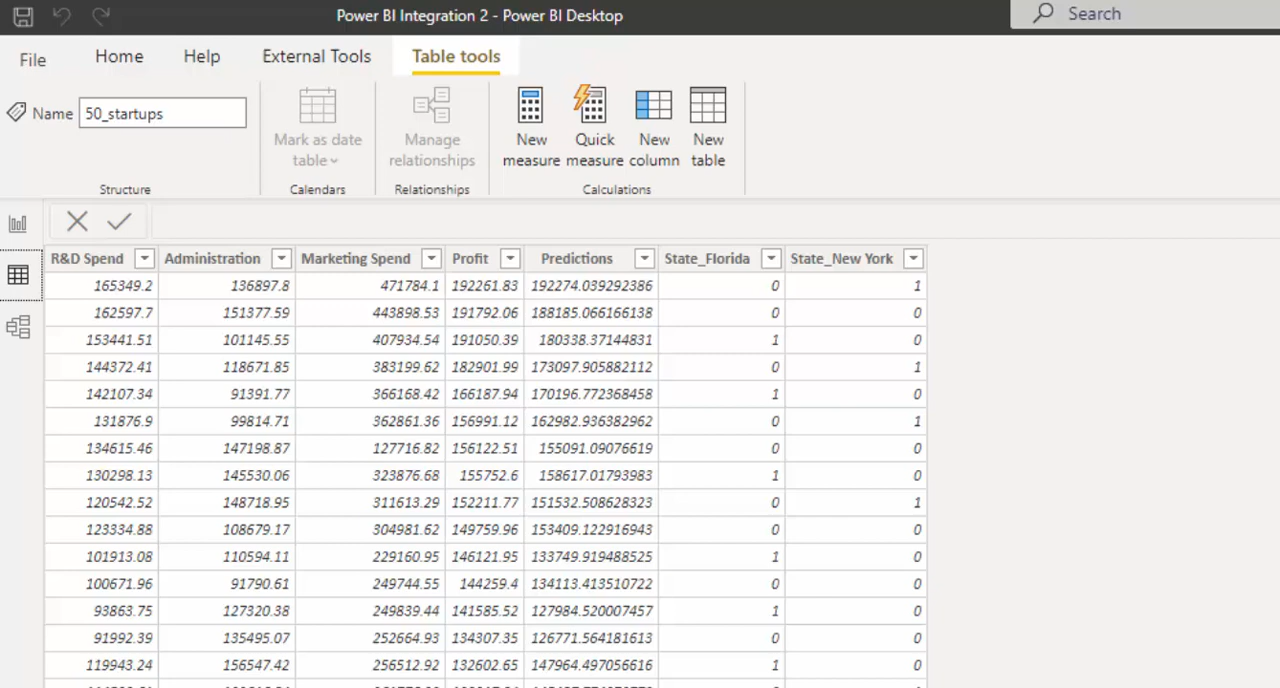 Power BI Integration 2 - Power BI Desktop
Search
File Home Help External Tools Table tools
Name 50_startups
Mark as date
table
Manage
relationships
New
measure
Quick
measure
New
column
New
table
Structure Calendars Relationships Calculations
R&D Spend Administration Marketing Spend Profit Predictions State_Florida State_New York
165349.2 136897.8 471784.1 192261.83 192274.039292386 0 1
162597.7 151377.59 443898.53 191792.06 188185.066166138 0 0
153441.51 101145.55 407934.54 191050.39 180338.37144831 1 0
144372.41 118671.85 383199.62 182901.99 173097.905882112 0 1
142107.34 91391.77 366168.42 166187.94 170196.772368458 1 0
131876.9 99814.71 362861.36 156991.12 162982.936382962 0 1
134615.46 147198.87 127716.82 156122.51 155091.09076619 0 0
130298.13 145530.06 323876.68 155752.6 158617.01793983 1 0
120542.52 148718.95 311613.29 152211.77 151532.508628323 0 1
123334.88 108679.17 304981.62 149759.96 153409.122916943 0 0
101913.08 110594.11 229160.95 146121.95 133749.919488525 1 0
100671.96 91790.61 249744.55 144259.4 134113.413510722 0 0
93863.75 127320.38 249839.44 141585.52 127984.520007457 1 0
91992.39 135495.07 252664.93 134307.35 126771.564181613 0 0
119943.24 156547.42 256512.92 132602.65 147964.497056616 1 0